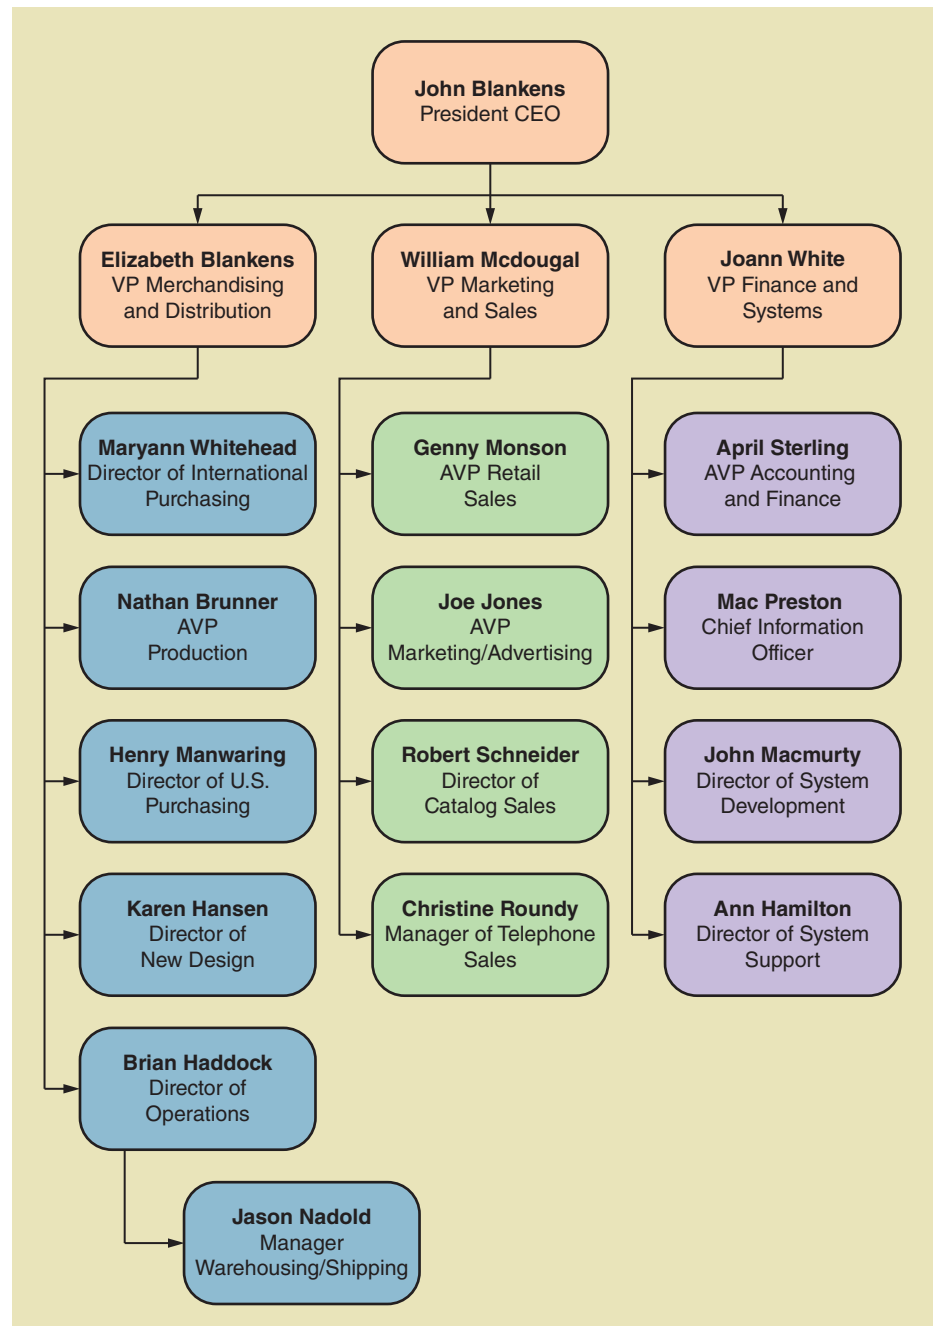 John Blankens
President CEO
Elizabeth Blankens
VP Merchandising
and Distribution
William Mcdougal
VP Marketing
and Sales
Joann White
VP Finance and
Systems
Maryann Whitehead
Director of International
Purchasing
Genny Monson
AVP Retail
Sales
April Sterling
AVP Accounting
and Finance
Nathan Brunner
AVP
Production
Joe Jones
AVP
Marketing/Advertising
Mac Preston
Chief Information
Officer
Henry Manwaring
Director of U.S.
Purchasing
Robert Schneider
Director of
Catalog Sales
John Macmurty
Director of System
Development
Karen Hansen
Director of
New Design
Christine Roundy
Manager of Telephone
Sales
Ann Hamilton
Director of System
Support
Brian Haddock
Director of
Operations
Jason Nadold
Manager
Warehousing/Shipping